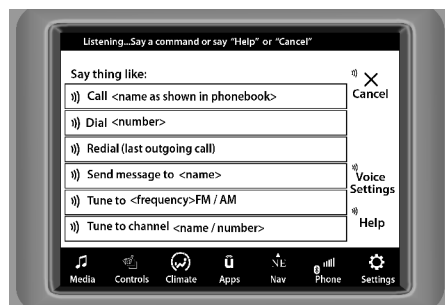 Listening...Say a command or say "Help" or "Cancel"
Say thing like:
Call <name as shown in phonebook>
Dial <number>
Redial (last outgoing call)
Send message to <name>
Tune to <frequency>FM / AM
Tune to channel <name / number>
Cancel
Voice
Settings
Help
NE
Media Controls Climate Apps Nav Phone Settings